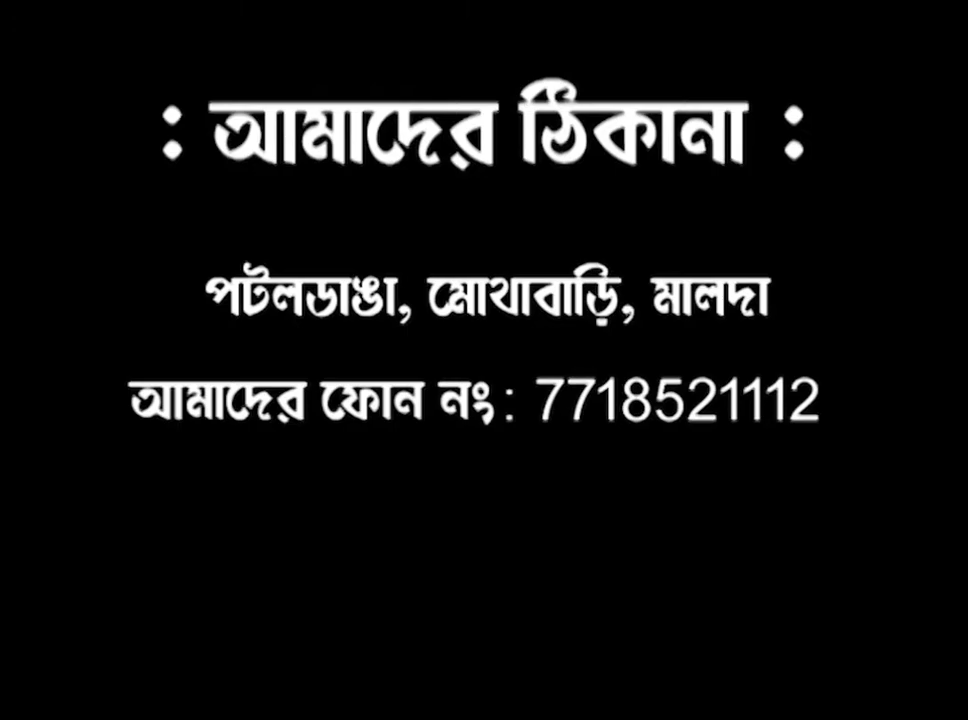 : আমাদের ঠিকানা :
পটলডাঙা, মোথাবাড়ি, মালদা
আমাদের ফোন নং : 7718521112